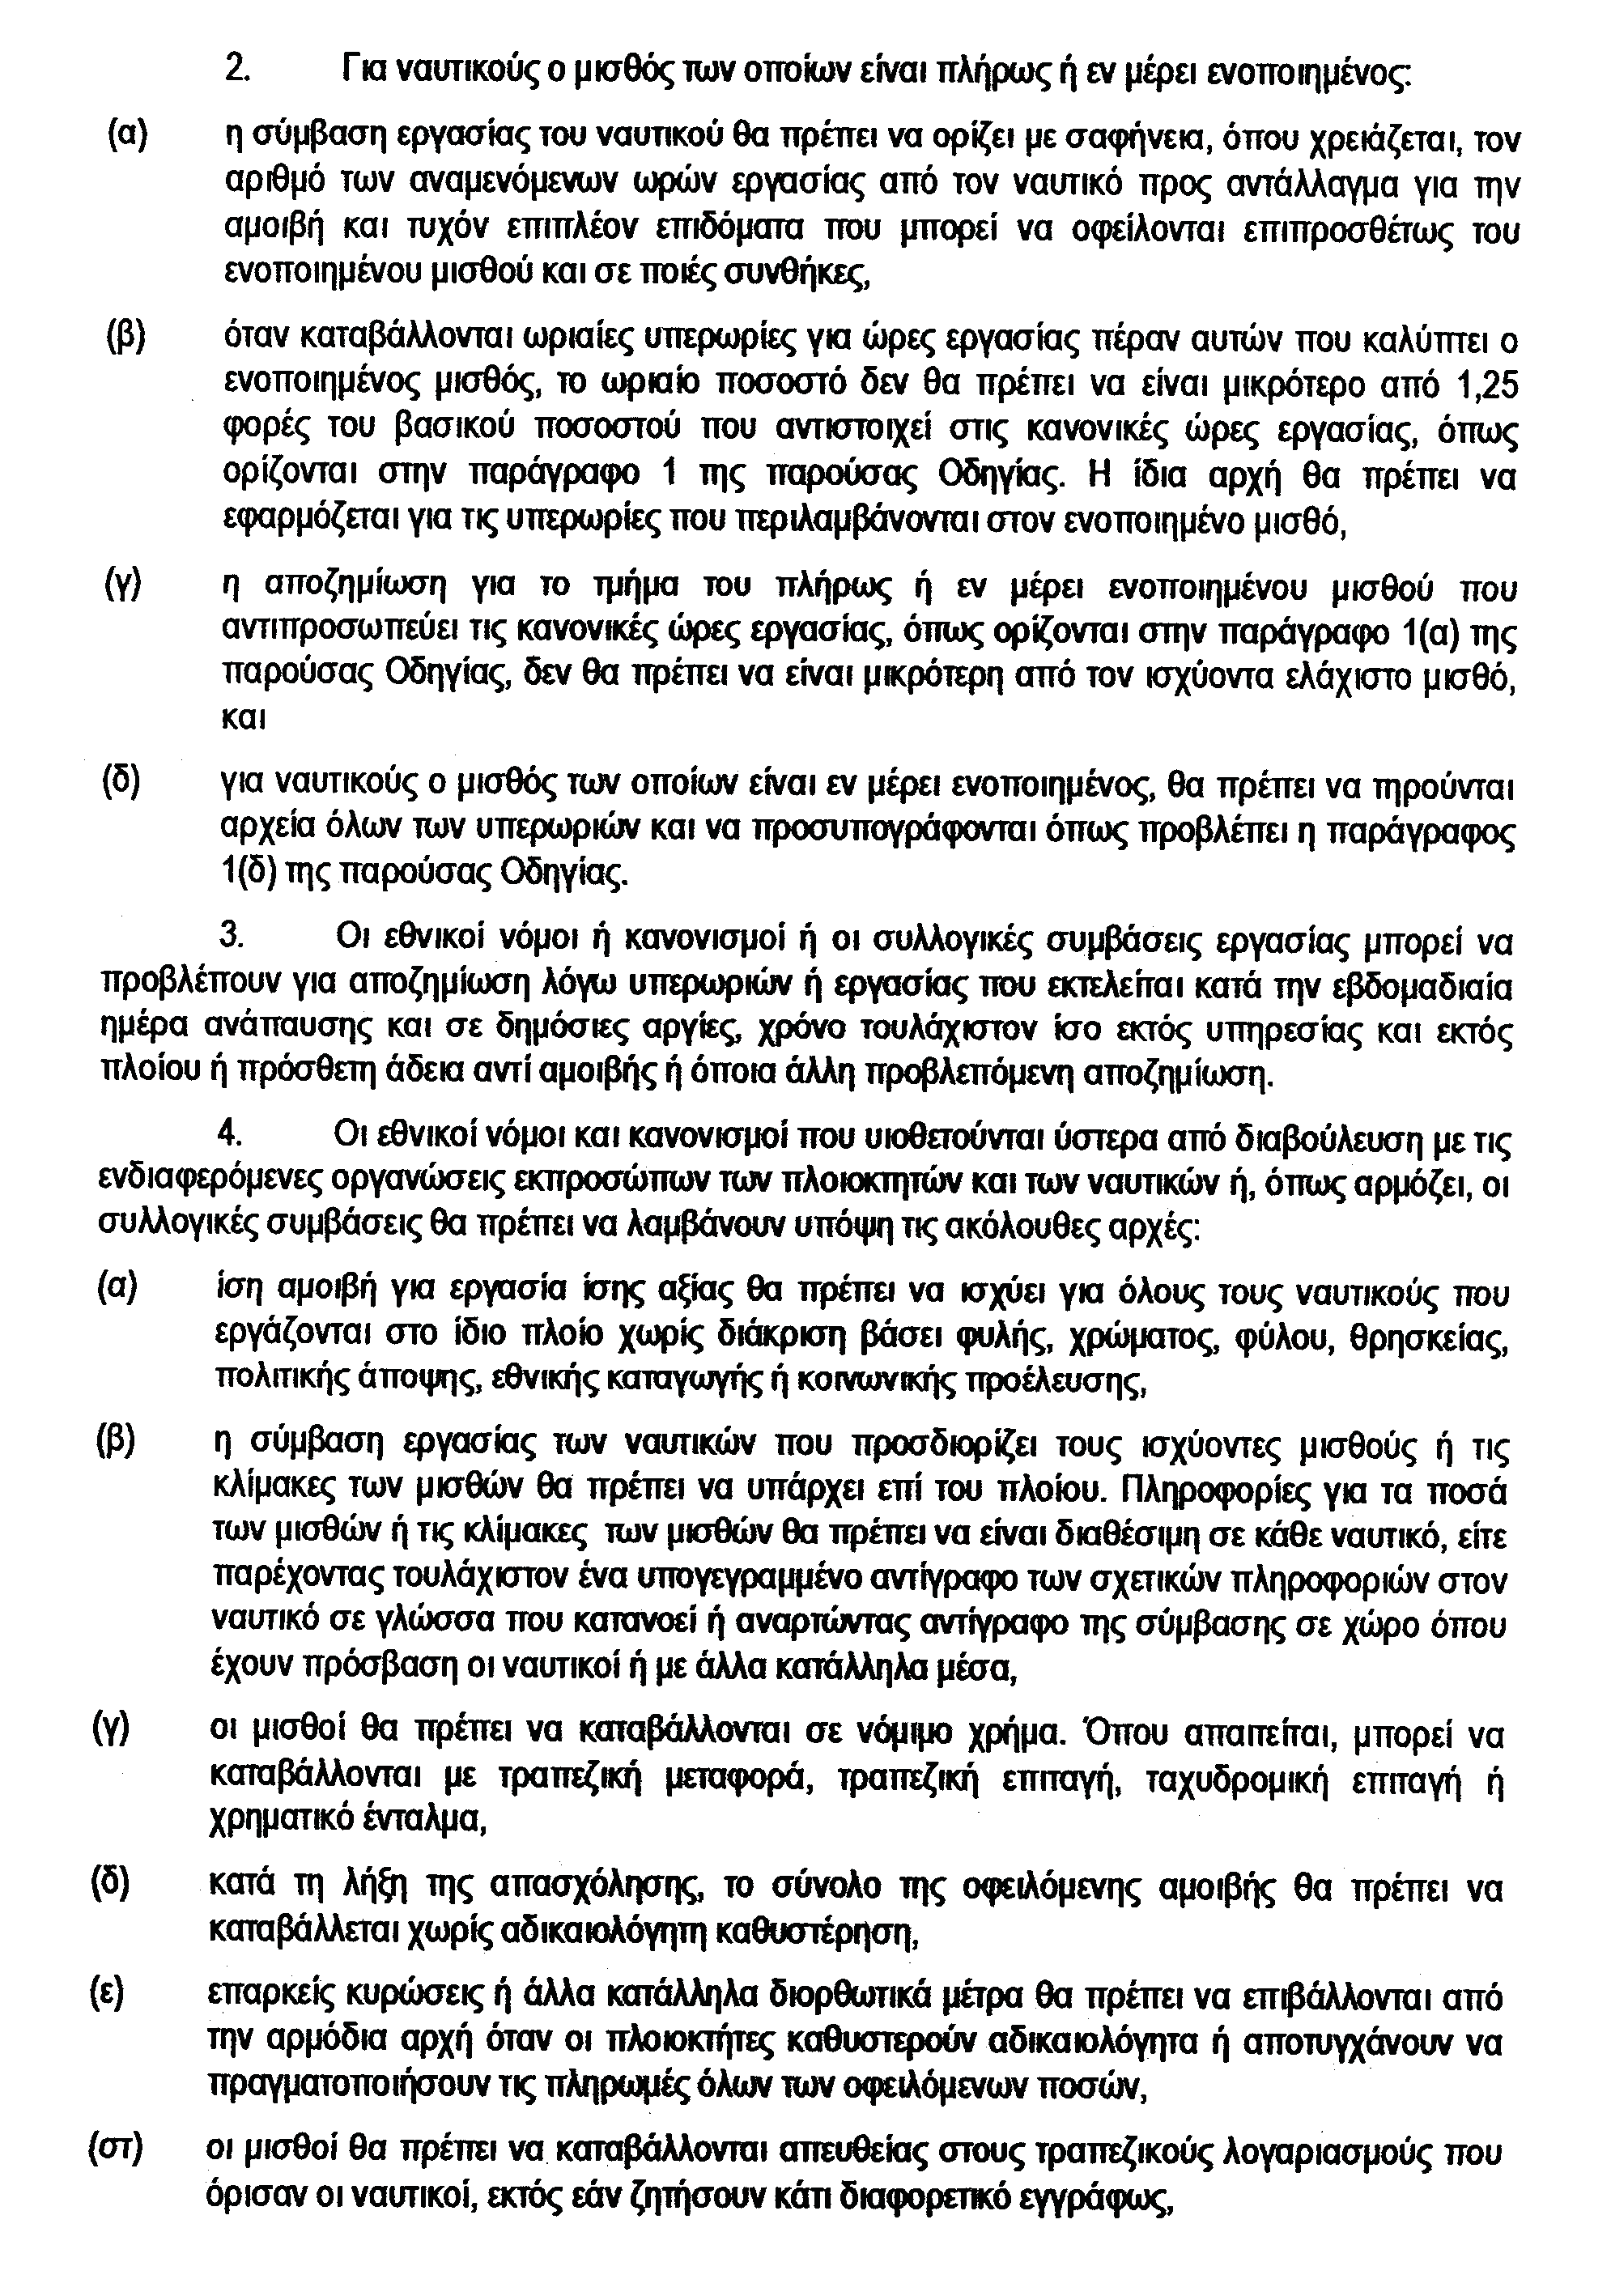 2. Για ναυτικούς ο μισθός των οποίων είναι πλήρως ή εν μέρει ενοποιημένος:
(α) η σύμβαση εργασίας του ναυτικού θα πρέπει να ορίζει με σαφήνεια, όπου χρειάζεται, τον
αριθμό των αναμενόμενων ωρών εργασίας από τον ναυτικό προς αντάλλαγμα για την
αμοιβή και τυχόν επιπλέον επιδόματα που μπορεί να οφείλονται επιπροσθέτως του
ενοποιημένου μισθού και σε ποιές συνθήκες,
(β) όταν καταβάλλονται ωριαίες υπερωρίες για ώρες εργασίας πέραν αυτών που καλύπτει ο
ενοποιημένος μισθός, το ωριαίο ποσοστό δεν θα πρέπει να είναι μικρότερο από 1,25
φορές του βασικού ποσοστού που αντιστοιχεί στις κανονικές ώρες εργασίας, όπως
ορίζονται στην παράγραφο 1 της παρούσας Οδηγίας. Η ίδια αρχή θα πρέπει να
εφαρμόζεται για τις υπερωρίες που περιλαμβάνονται στον ενοποιημένο μισθό,
(γ) η αποζημίωση για το τμήμα του πλήρως ή εν μέρει ενοποιημένου μισθού που
αντιπροσωπεύει τις κανονικές ώρες εργασίας, όπως ορίζονται στην παράγραφο 1(α) της
παρούσας Οδηγίας, δεν θα πρέπει να είναι μικρότερη από τον ισχύοντα ελάχιστο μισθό,
και
(δ) για ναυτικούς ο μισθός των οποίων είναι εν μέρει ενοποιημένος, θα πρέπει να τηρούνται
αρχεία όλων των υπερωριών και να προσυπογράφονται όπως προβλέπει η παράγραφος
1(δ) της παρούσας Οδηγίας.
3. Οι εθνικοί νόμοι ή κανονισμοί ή οι συλλογικές συμβάσεις εργασίας μπορεί να
προβλέπουν για αποζημίωση λόγω υπερωριών ή εργασίας που εκτελείται κατά την εβδομαδιαία
ημέρα ανάπαυσης και σε δημόσιες αργίες, χρόνο τουλάχιστον ίσο εκτός υπηρεσίας και εκτός
πλοίου ή πρόσθετη άδεια αντί αμοιβής ή όποια άλλη προβλεπόμενη αποζημίωση.
4. Οι εθνικοί νόμοι και κανονισμοί που υιοθετούνται ύστερα από διαβούλευση με τις
ενδιαφερόμενες οργανώσεις εκπροσώπων των πλοιοκτητών και των ναυτικών ή, όπως αρμόζει, οι
συλλογικές συμβάσεις θα πρέπει να λαμβάνουν υπόψη τις ακόλουθες αρχές:
(α) ίση αμοιβή για εργασία ίσης αξίας θα πρέπει να ισχύει για όλους τους ναυτικούς που
εργάζονται στο ίδιο πλοίο χωρίς διάκριση βάσει φυλής, χρώματος, φύλου, θρησκείας,
πολιτικής άποψης, εθνικής καταγωγής ή κοινωνικής προέλευσης,
(β) η σύμβαση εργασίας των ναυτικών που προσδιορίζει τους ισχύοντες μισθούς ή τις
κλίμακες των μισθών θα πρέπει να υπάρχει επί του πλοίου. Πληροφορίες για τα ποσά
των μισθών ή τις κλίμακες των μισθών θα πρέπει να είναι διαθέσιμη σε κάθε ναυτικό, είτε
παρέχοντας τουλάχιστον ένα υπογεγραμμένο αντίγραφο των σχετικών πληροφοριών στον
ναυτικό σε γλώσσα που κατανοεί ή αναρτώντας αντίγραφο της σύμβασης σε χώρο όπου
έχουν πρόσβαση οι ναυτικοί ή με άλλα κατάλληλα μέσα,
(γ) οι μισθοί θα πρέπει να καταβάλλονται σε νόμιμο χρήμα. Όπου απαιτείται, μπορεί να
καταβάλλονται με τραπεζική μεταφορά, τραπεζική επιταγή, ταχυδρομική επιταγή ή
χρηματικό ένταλμα,
(δ) κατά τη λήξη της απασχόλησης, το σύνολο της οφειλόμενης αμοιβής θα πρέπει να
καταβάλλεται χωρίς αδικαιολόγητη καθυστέρηση,
(ε) επαρκείς κυρώσεις ή άλλα κατάλληλα διορθωτικά μέτρα θα πρέπει να επιβάλλονται από
την αρμόδια αρχή όταν οι πλοιοκτήτες καθυστερούν αδικαιολόγητα ή αποτυγχάνουν να
πραγματοποιήσουν τις πληρωμές όλων των οφειλόμενων ποσών,
(στ) οι μισθοί θα πρέπει να καταβάλλονται απευθείας στους τραπεζικούς λογαριασμούς που
όρισαν οι ναυτικοί, εκτός εάν ζητήσουν κάτι διαφορετικό εγγράφως,